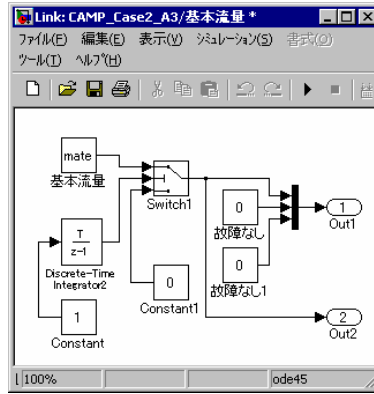 Link: CAMP_Case2_A3/基本流量 *
ファイル(F) 編集(E) 表示(V) シミュレーション(S) 書式(O)
ツール(T) ヘルプ(H)
mate
基本流量
Switch1
0
故障なし
1
Out1
T
z-1
Discrete-Time
Integrator2
0
故障なし1
0
Constant1
1
Constant
2
Out2
100%
ode45